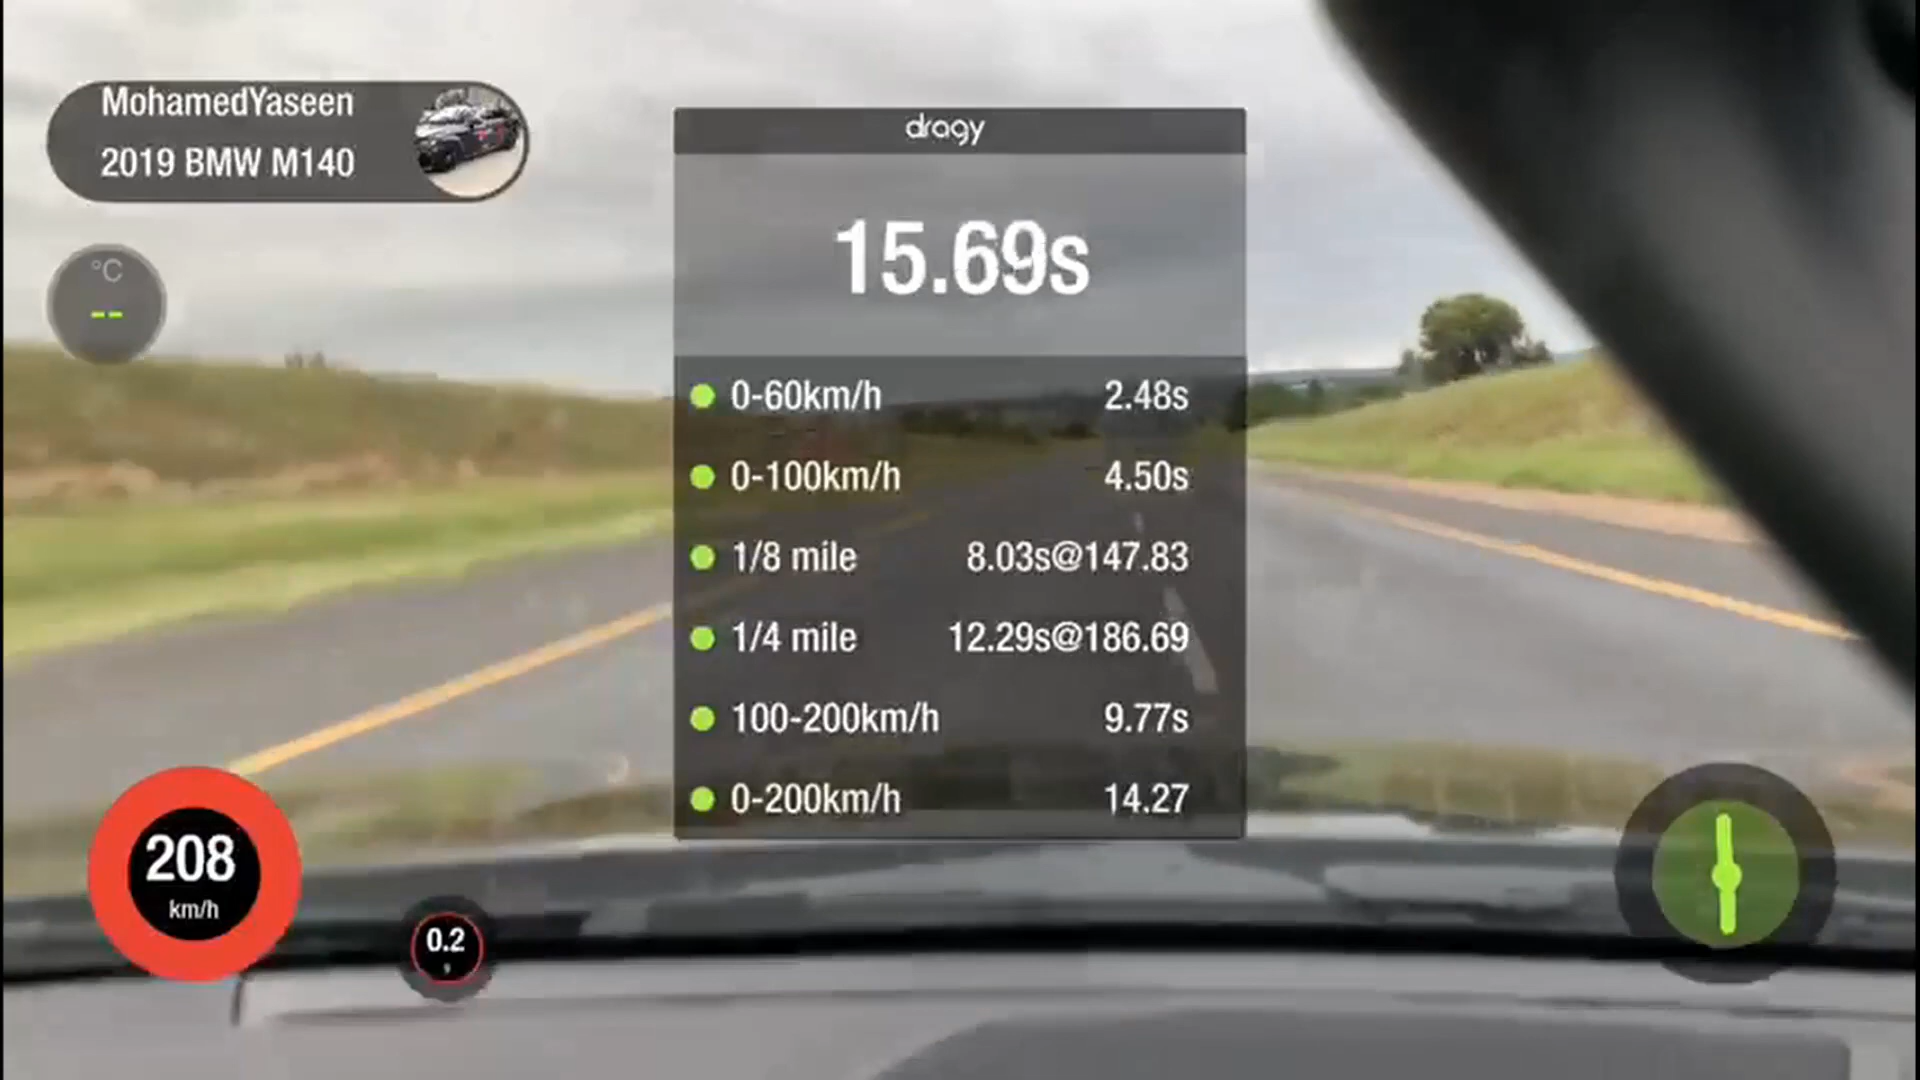 MohamedYaseen
2019 BMW M140
°C
--
dragy
15.69s
0-60km/h 2.48s
0-100km/h 4.50s
1/8 mile 8.03s@147.83
1/4 mile 12.29s@186.69
100-200km/h 9.77s
0-200km/h 14.27
208
km/h
0.2
g